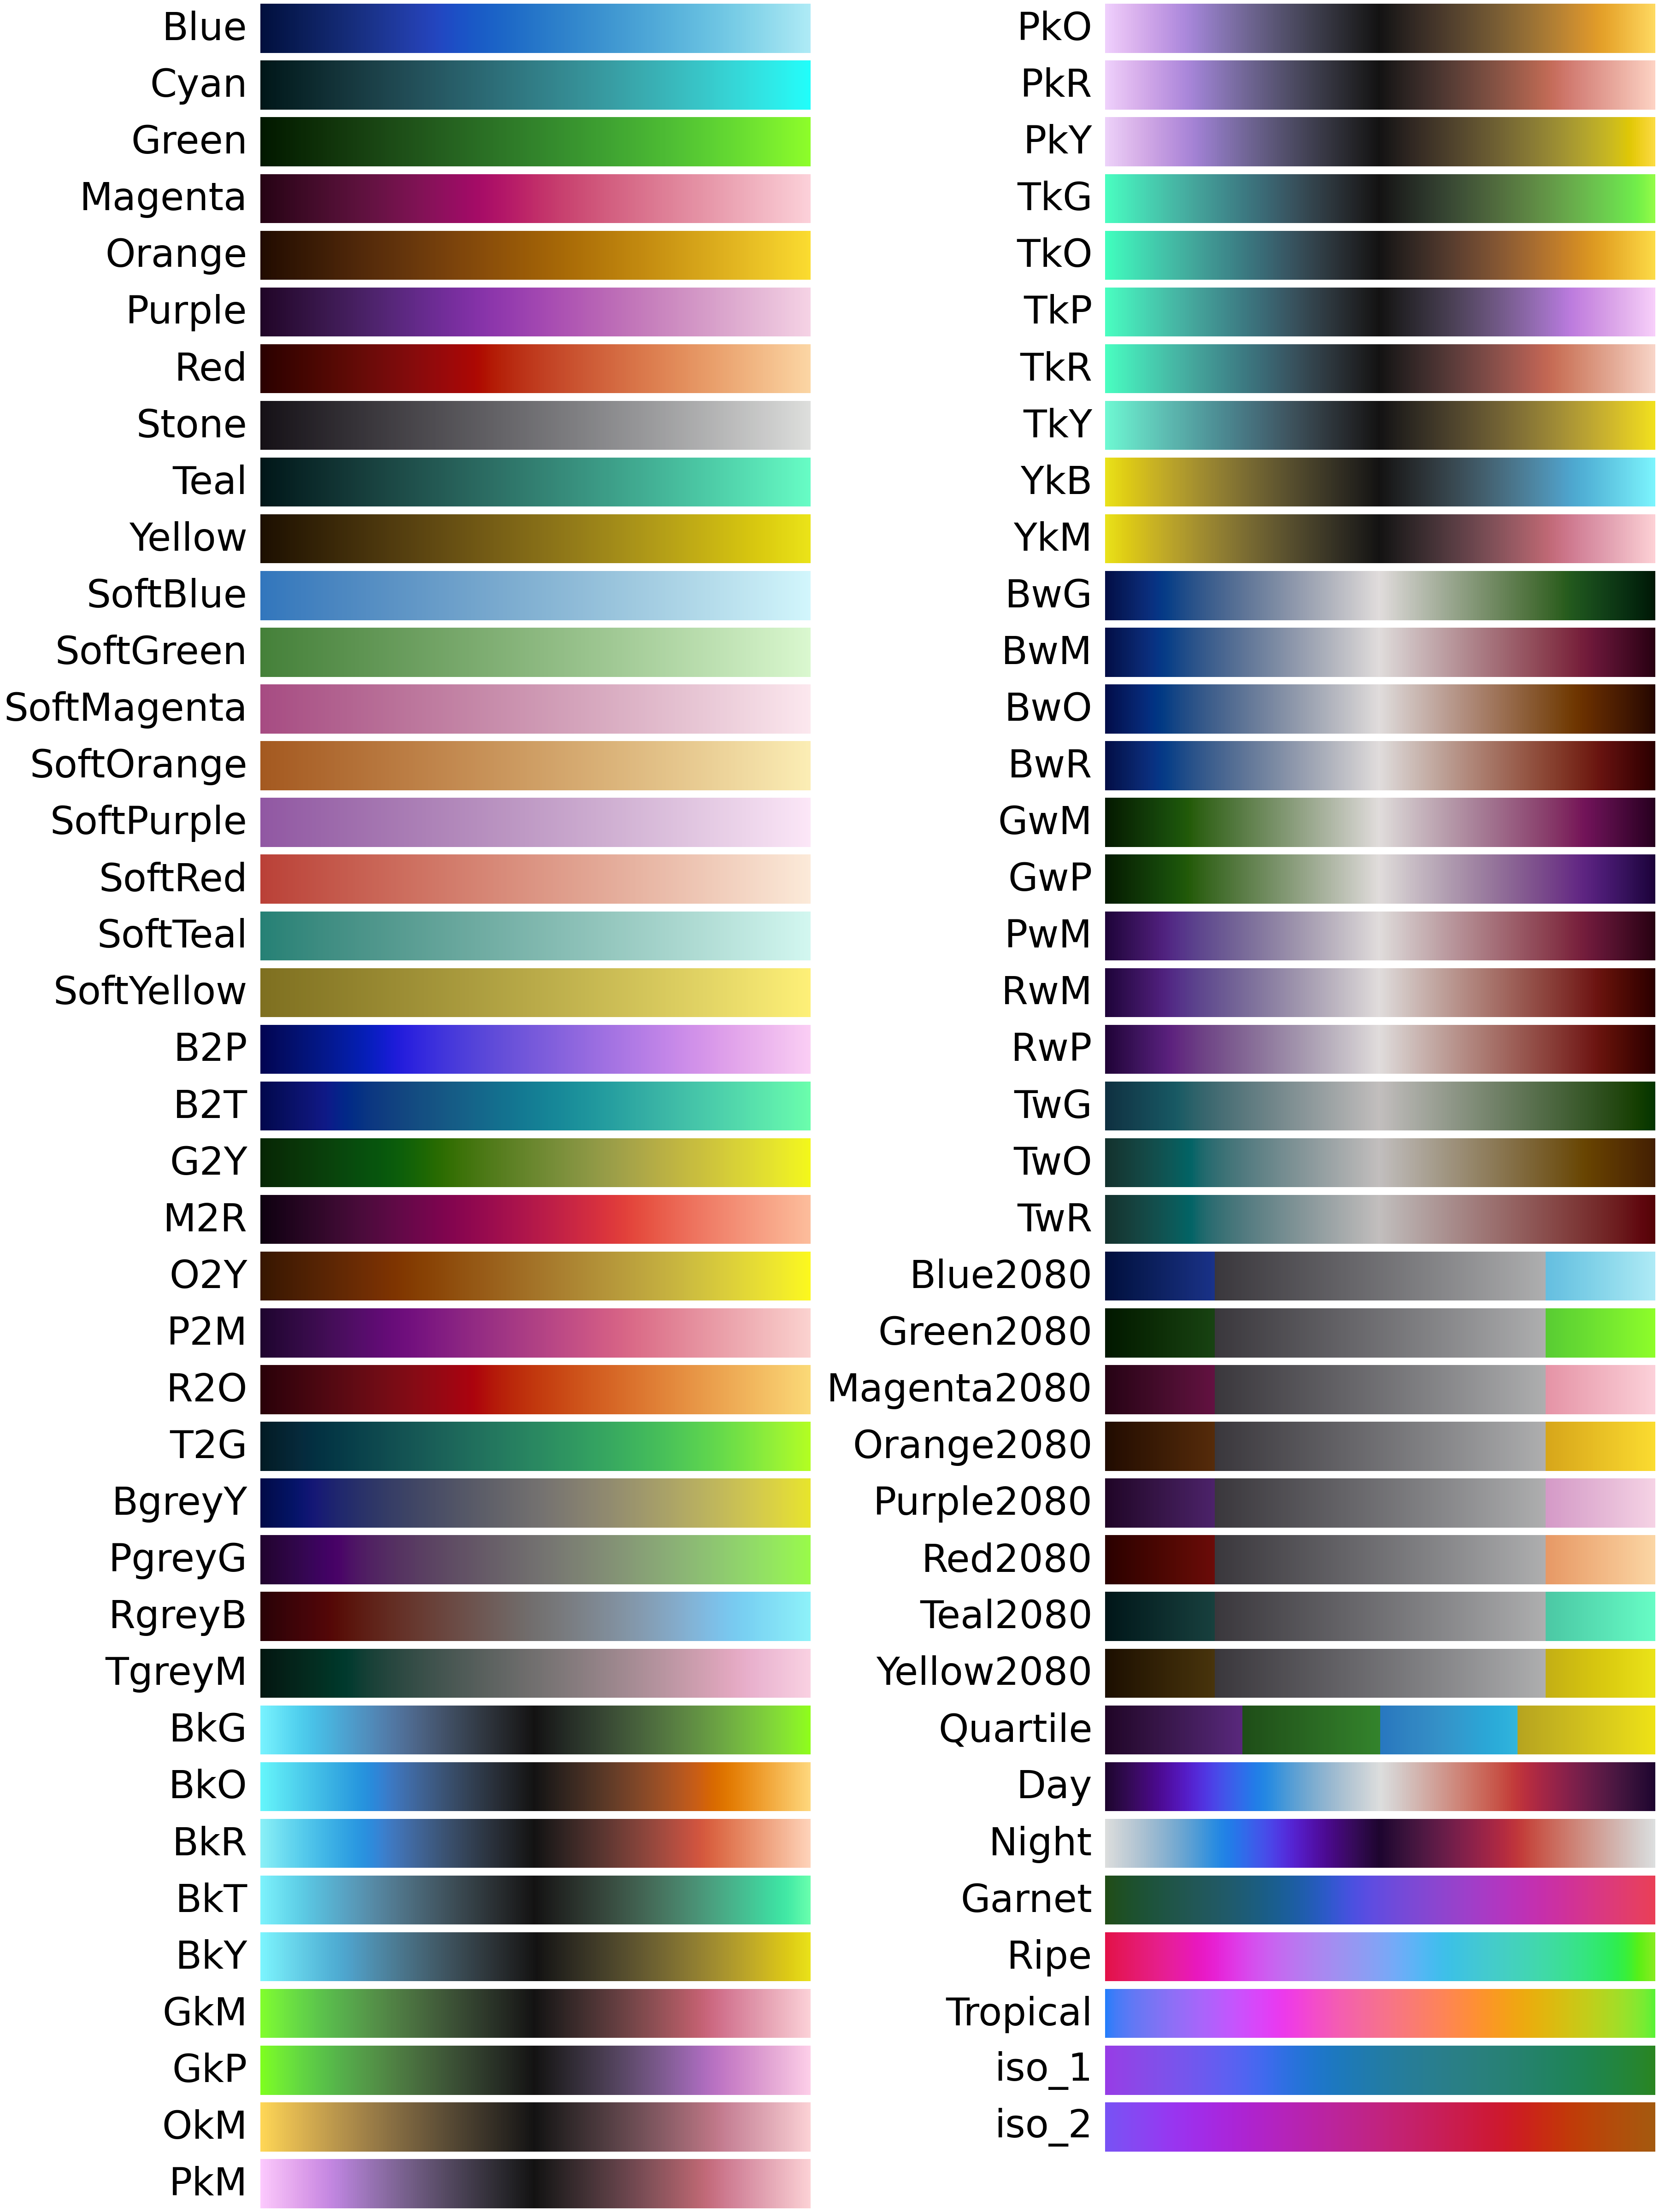 Blue
Cyan
Green
Magenta
Orange
Purple
Red
Stone
Teal
Yellow
SoftBlue
SoftGreen
SoftMagenta
SoftOrange
SoftPurple
SoftRed
SoftTeal
SoftYellow
B2P
B2T
G2Y
M2R
O2Y
P2M
R2O
T2G
BgreyY
PgreyG
RgreyB
TgreyM
BkG
BkO
BkR
BkT
BkY
GkM
GkP
OkM
PkM
PkO
PkR
PkY
TkG
TkO
TkP
TkR
TkY
YkB
YkM
BwG
BwM
BwO
BwR
GwM
GwP
PwM
RwM
RwP
TwG
TwO
TwR
Blue2080
Green2080
Magenta2080
Orange2080
Purple2080
Red2080
Teal2080
Yellow2080
Quartile
Day
Night
Garnet
Ripe
Tropical
iso_1
iso_2